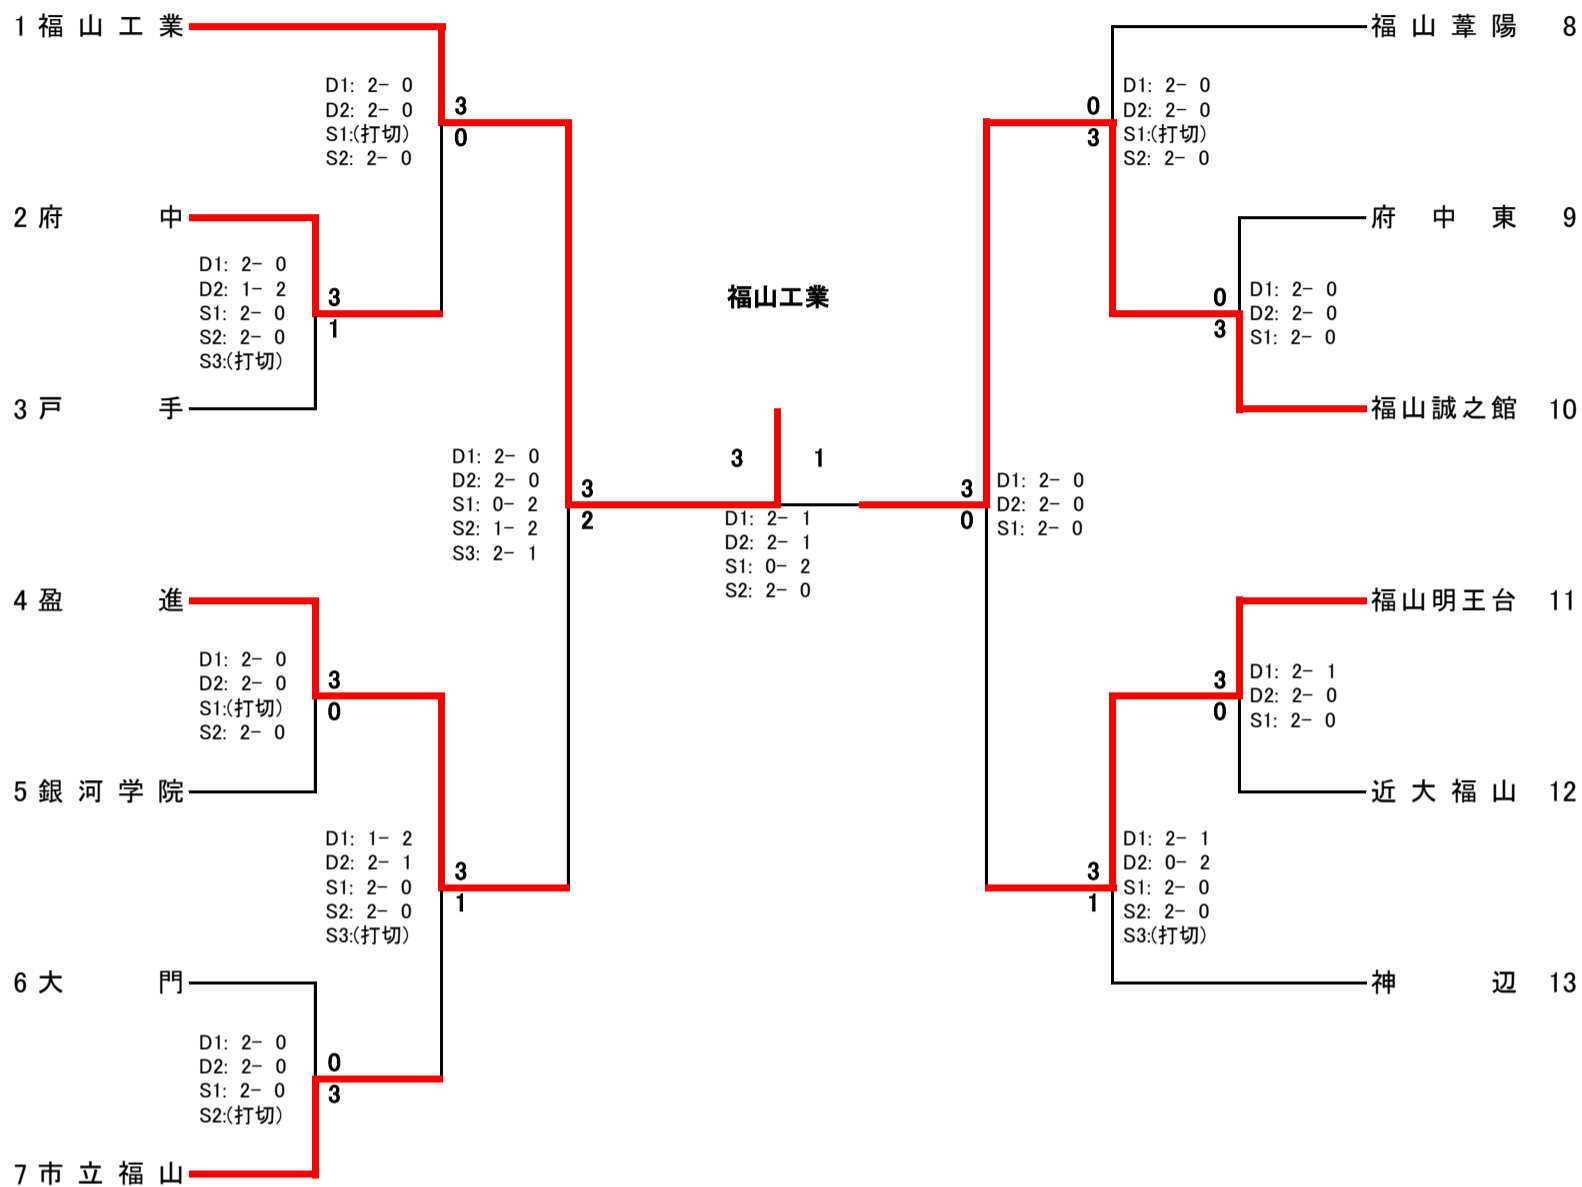 1 福山工業
D1: 2- 0
D2: 2- 0
S1:(打切)
S2: 2- 0
3
0
2 府中
D1: 2- 0
D2: 1- 2
S1: 2- 0
S2: 2- 0
S3:(打切)
3
1
3 戸手
D1: 2- 0
D2: 2- 0
S1: 0- 2
S2: 1- 2
S3: 2- 1
3
2
4 盈進
D1: 2- 0
D2: 2- 0
S1:(打切)
S2: 2- 0
3
0
5 銀河学院
D1: 1- 2
D2: 2- 1
S1: 2- 0
S2: 2- 0
S3:(打切)
3
1
6 大門
D1: 2- 0
D2: 2- 0
S1: 2- 0
S2:(打切)
0
3
7 市立福山
福山工業
3 1
D1: 2- 1
D2: 2- 1
S1: 0- 2
S2: 2- 0
福山葦陽 8
0
3
D1: 2- 0
D2: 2- 0
S1:(打切)
S2: 2- 0
府中東 9
0
3
D1: 2- 0
D2: 2- 0
S1: 2- 0
福山誠之館 10
3
0
D1: 2- 0
D2: 2- 0
S1: 2- 0
福山明王台 11
3
0
D1: 2- 1
D2: 2- 0
S1: 2- 0
近大福山 12
3
1
D1: 2- 1
D2: 0- 2
S1: 2- 0
S2: 2- 0
S3:(打切)
神辺 13